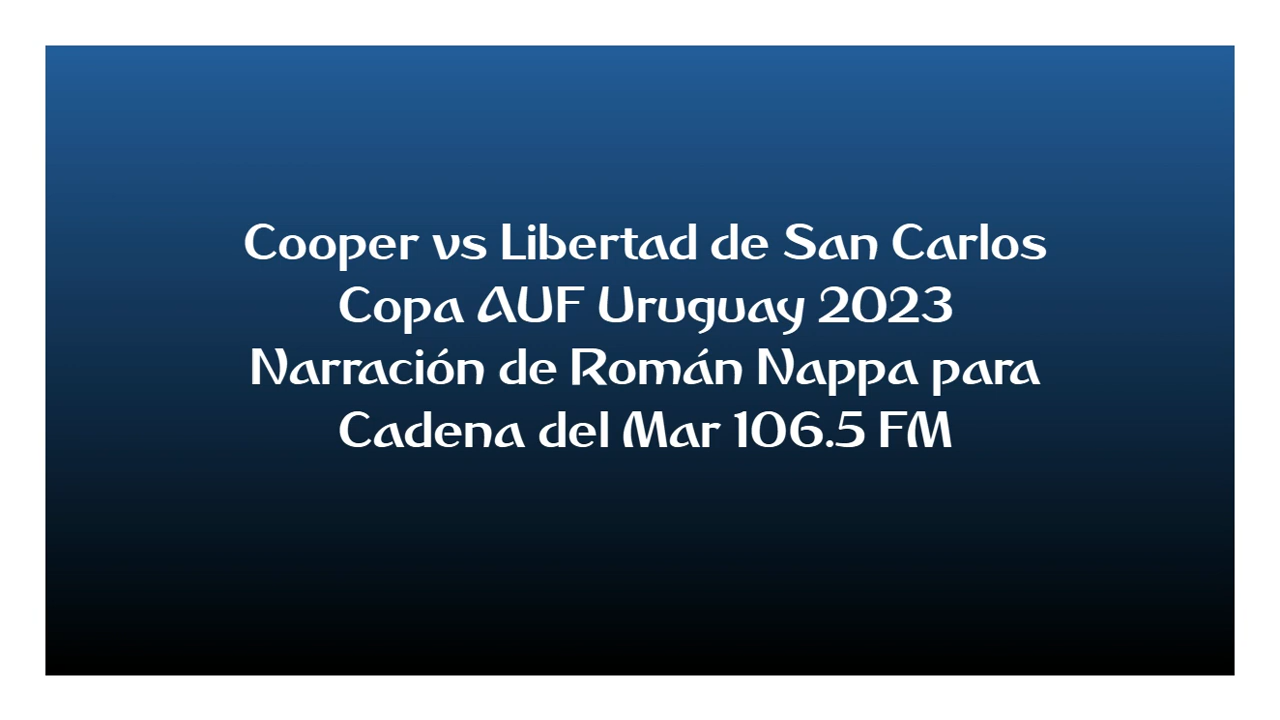 Cooper vs Libertad de San Carlos
Copa AUF Uruguay 2023
Narración de Román Nappa para
Cadena del Mar 106.5 FM